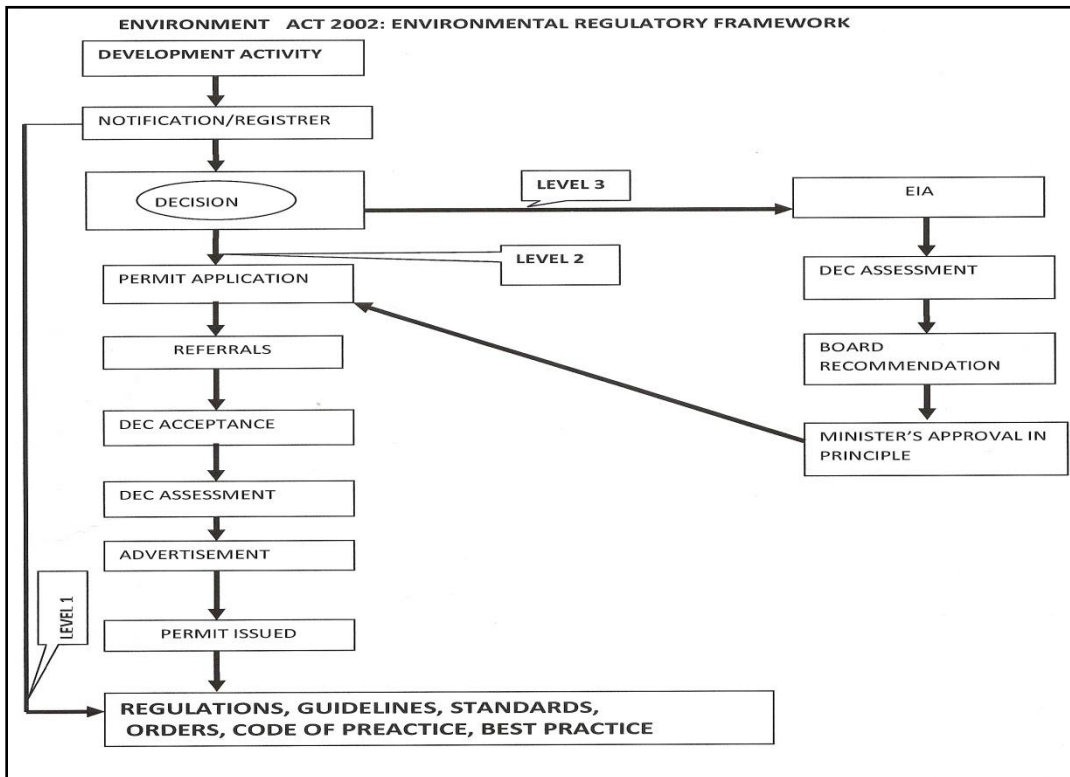 ENVIRONMENT ACT 2002: ENVIRONMENTAL REGULATORY FRAMEWORK
DEVELOPMENT ACTIVITY
NOTIFICATION/REGISTRER
DECISION
LEVEL 3
EIA
LEVEL 2
PERMIT APPLICATION
DEC ASSESSMENT
REFERRALS
BOARD
RECOMMENDATION
DEC ACCEPTANCE
MINISTER'S APPROVAL IN
PRINCIPLE
DEC ASSESSMENT
ADVERTISEMENT
LEVEL 1
PERMIT ISSUED
REGULATIONS, GUIDELINES, STANDARDS,
ORDERS, CODE OF PREACTICE, BEST PRACTICE